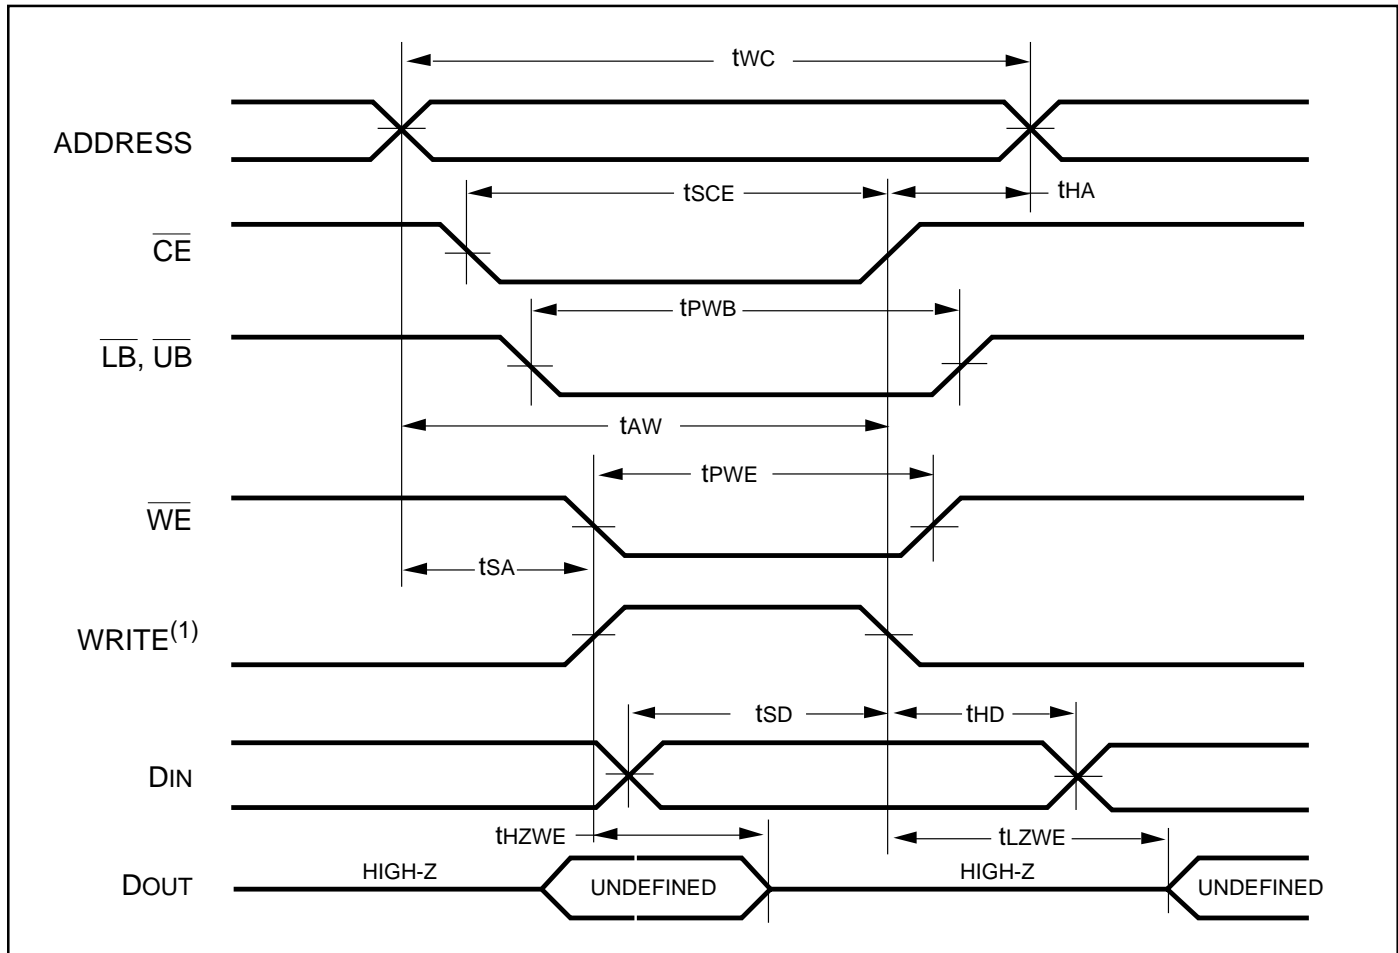 tWC
ADDRESS
tSCE
tHA
CE
tPWB
LB, UB
tAW
tPWE
WE
tSA
WRITE(1)
tSD
tHD
DIN
tHZWE
tLZWE
DOUT
HIGH-Z
UNDEFINED
HIGH-Z
UNDEFINED